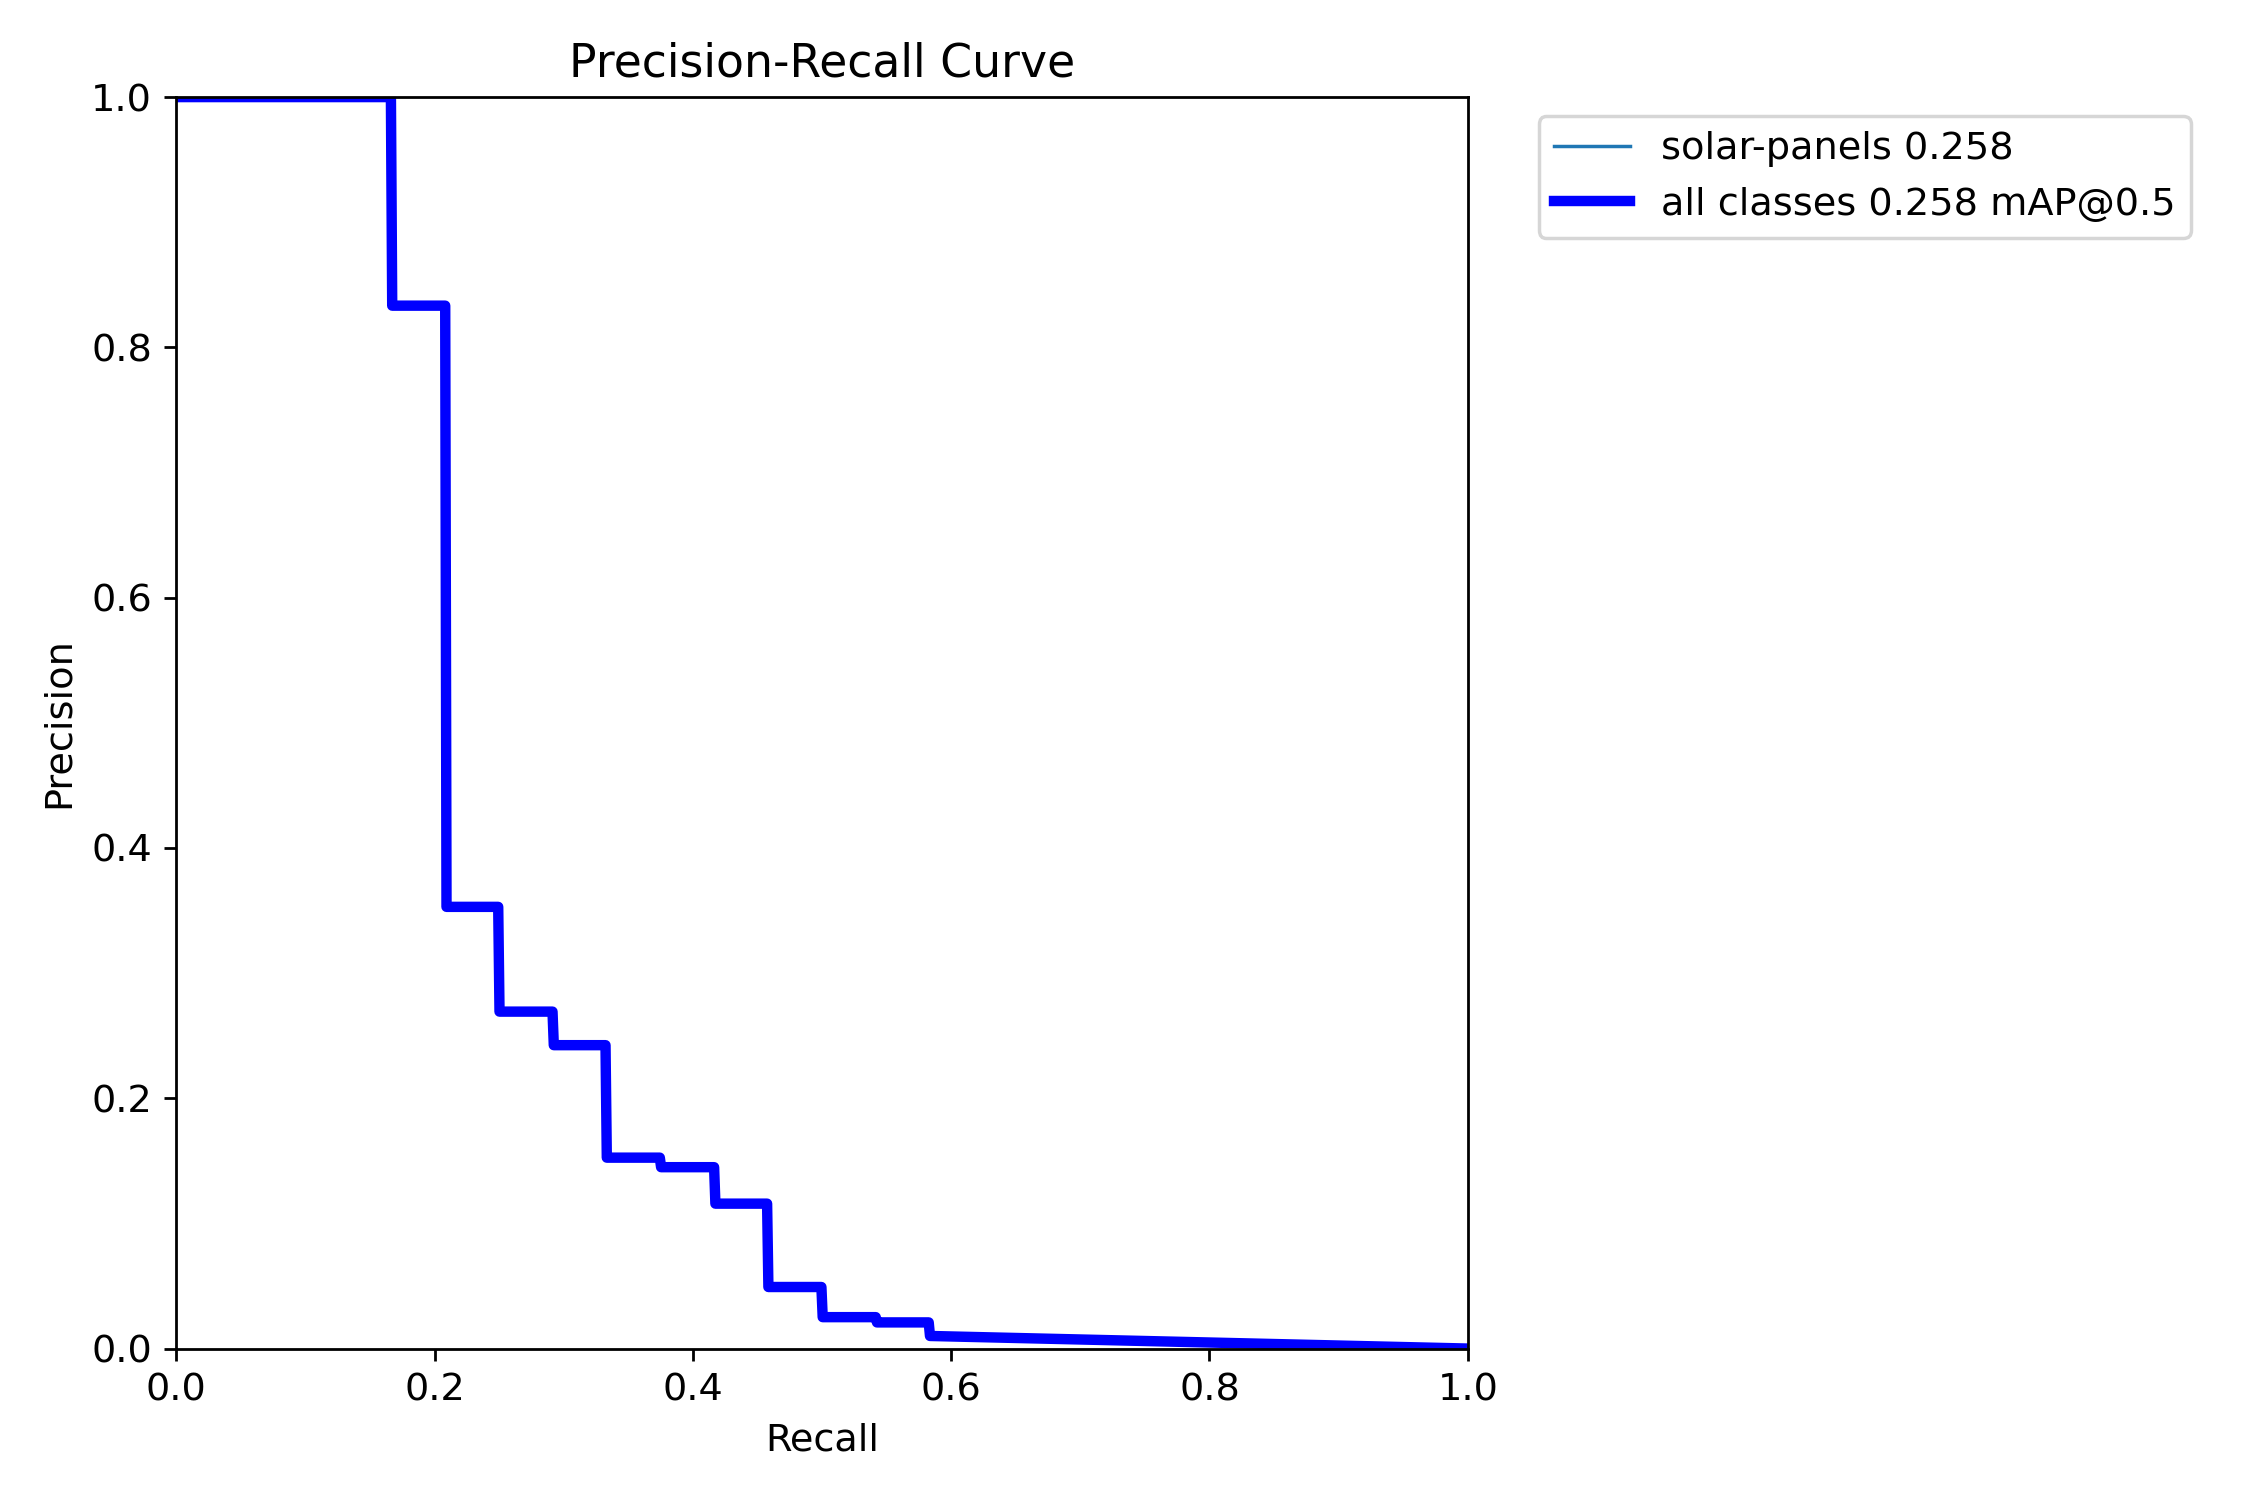 Precision-Recall Curve
1.0
0.8
0.6
0.4
0.2
0.0
Precision
0.0 0.2 0.4 0.6 0.8 1.0
Recall
solar-panels 0.258
all classes 0.258 mAP@0.5